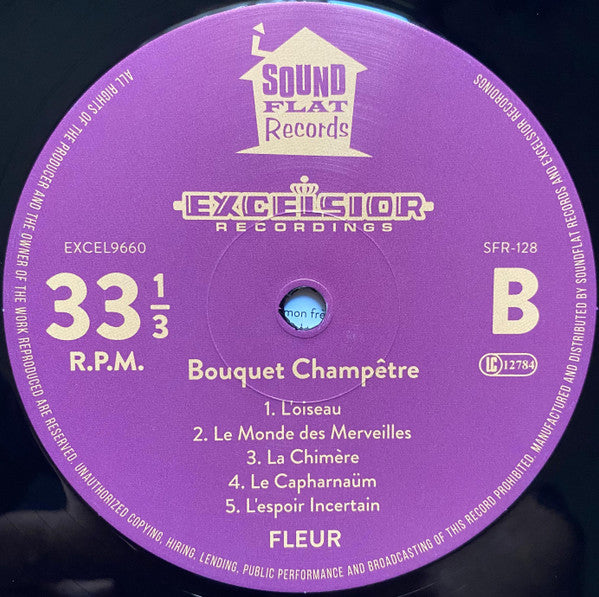 SOUND
FLAT
Records
EXCELSIOR
RECORDINGS
EXCEL9660
SFR-128
33 1/3
R.P.M.
B
mon fre
LC 12784
Bouquet Champêtre
1. L'oiseau
2. Le Monde des Merveilles
3. La Chimère
4. Le Capharnaüm
5. L'espoir Incertain
FLEUR
ALL RIGHTS OF THE PRODUCER AND THE OWNER OF THE WORK REPRODUCED ARE RESERVED. UNAUTHORIZED COPYING, HIRING, LENDING, PUBLIC PERFORMANCE AND BROADCASTING OF THIS RECORD PROHIBITED. MANUFACTURED AND DISTRIBUTED BY SOUNDFLAT RECORDS AND EXCELSIOR RECORDINGS